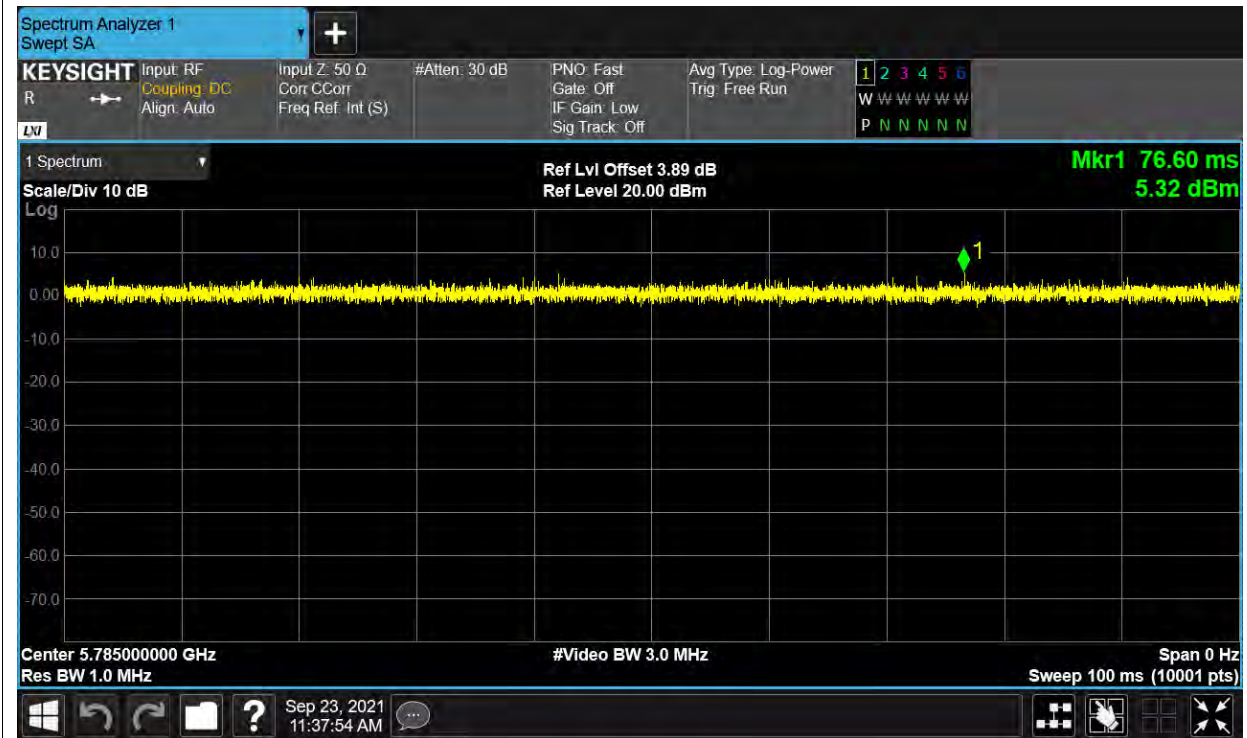 Spectrum Analyzer 1
Swept SA
+
KEYSIGHT
R
LXI
Input: RF
Coupling: DC
Align: Auto
Input Z: 50 Ω
Corr CCorr
Freq Ref: Int (S)
#Atten: 30 dB
PNO: Fast
Gate: Off
IF Gain: Low
Sig Track: Off
Avg Type: Log-Power
Trig: Free Run
1 2 3 4 5 6
W W W W W W
P N N N N N
1 Spectrum
Scale/Div 10 dB
Ref Lvl Offset 3.89 dB
Ref Level 20.00 dBm
Mkr1 76.60 ms
5.32 dBm
Log
1
10.0
0.00
-10.0
-20.0
-30.0
-40.0
-50.0
-60.0
-70.0
Center 5.785000000 GHz
#Video BW 3.0 MHz
Span 0 Hz
Res BW 1.0 MHz
Sweep 100 ms (10001 pts)
?
Sep 23, 2021
11:37:54 AM